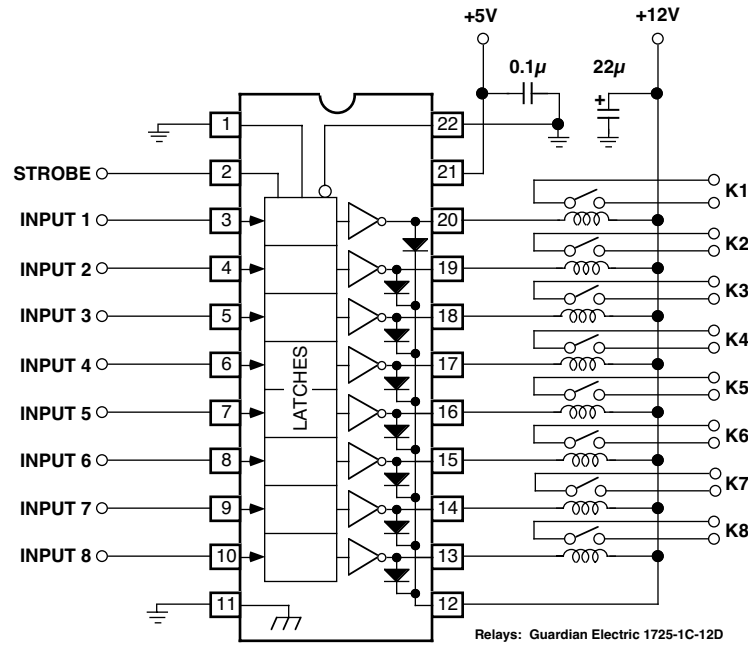 +5V
+12V
0.1µ
22µ
+
1
22
STROBE
2
21
K1
INPUT 1
3
20
K2
INPUT 2
4
19
K3
INPUT 3
5
18
K4
INPUT 4
6
17
LATCHES
K5
INPUT 5
7
16
K6
INPUT 6
8
15
K7
INPUT 7
9
14
K8
INPUT 8
10
13
11
12
Relays: Guardian Electric 1725-1C-12D